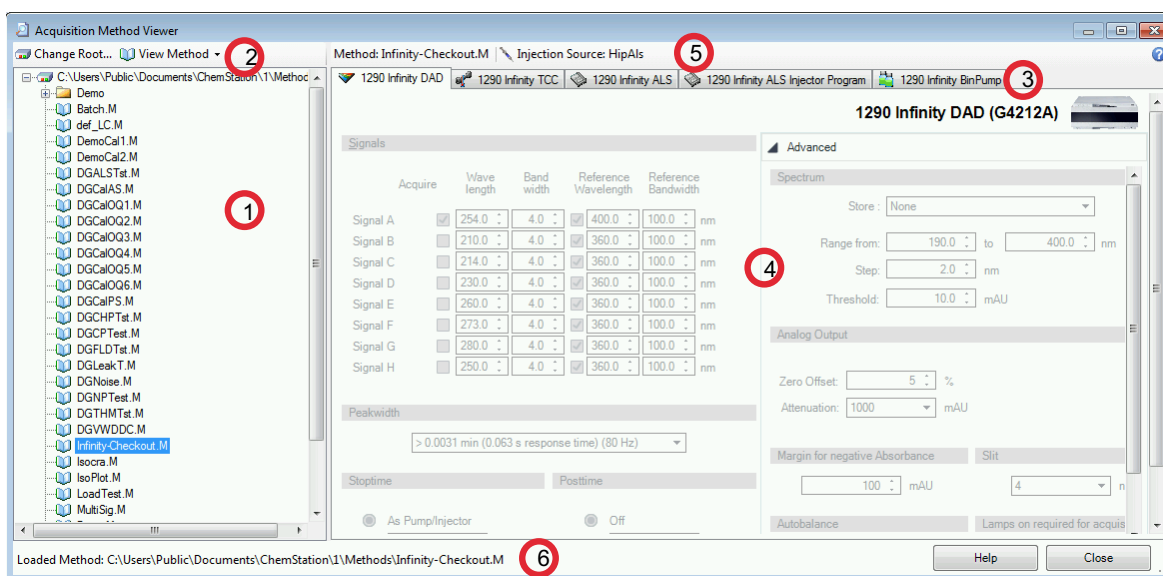 Acquisition Method Viewer
Change Root... View Method
2
Method: Infinity-Checkout.M Injection Source: HipAls
5
C:\Users\Public\Documents\ChemStation\1\Methoc
Demo
Batch.M
def_LC.M
DemoCal1.M
DemoCal2.M
DGALSTst.M
DGCalAS.M
DGCalOQ1.M
DGCalOQ2.M
DGCalOQ3.M
DGCalOQ4.M
DGCalOQ5.M
DGCalOQ6.M
DGCalPS.M
DGCHPTst.M
DGCPTest.M
DGFLDTst.M
DGLeakT.M
DGNoise.M
DGNPTest.M
DGTHMTst.M
DGVWDDC.M
Infinity-Checkout.M
Isocra.M
IsoPlot.M
LoadTest.M
MultiSig.M
1
1290 Infinity DAD 1290 Infinity TCC 1290 Infinity ALS 1290 Infinity ALS Injector Program 1290 Infinity BinPump
3
1290 Infinity DAD (G4212A)
Signals
Acquire Wave length Band width Reference Wavelength Reference Bandwidth
Signal A 254.0 4.0 400.0 100.0 nm
Signal B 210.0 4.0 360.0 100.0 nm
Signal C 214.0 4.0 360.0 100.0 nm
Signal D 230.0 4.0 360.0 100.0 nm
Signal E 260.0 4.0 360.0 100.0 nm
Signal F 273.0 4.0 360.0 100.0 nm
Signal G 280.0 4.0 360.0 100.0 nm
Signal H 250.0 4.0 360.0 100.0 nm
Peakwidth
> 0.0031 min (0.063 s response time) (80 Hz)
Stoptime Posttime
As Pump/Injector Off
4
Advanced
Spectrum
Store : None
Range from: 190.0 to 400.0 nm
Step: 2.0 nm
Threshold: 10.0 mAU
Analog Output
Zero Offset: 5 %
Attenuation: 1000 mAU
Margin for negative Absorbance Slit
100 mAU 4 n
Autobalance Lamps on required for acquis
Loaded Method: C:\Users\Public\Documents\ChemStation\1\Methods\Infinity-Checkout.M
6
Help Close